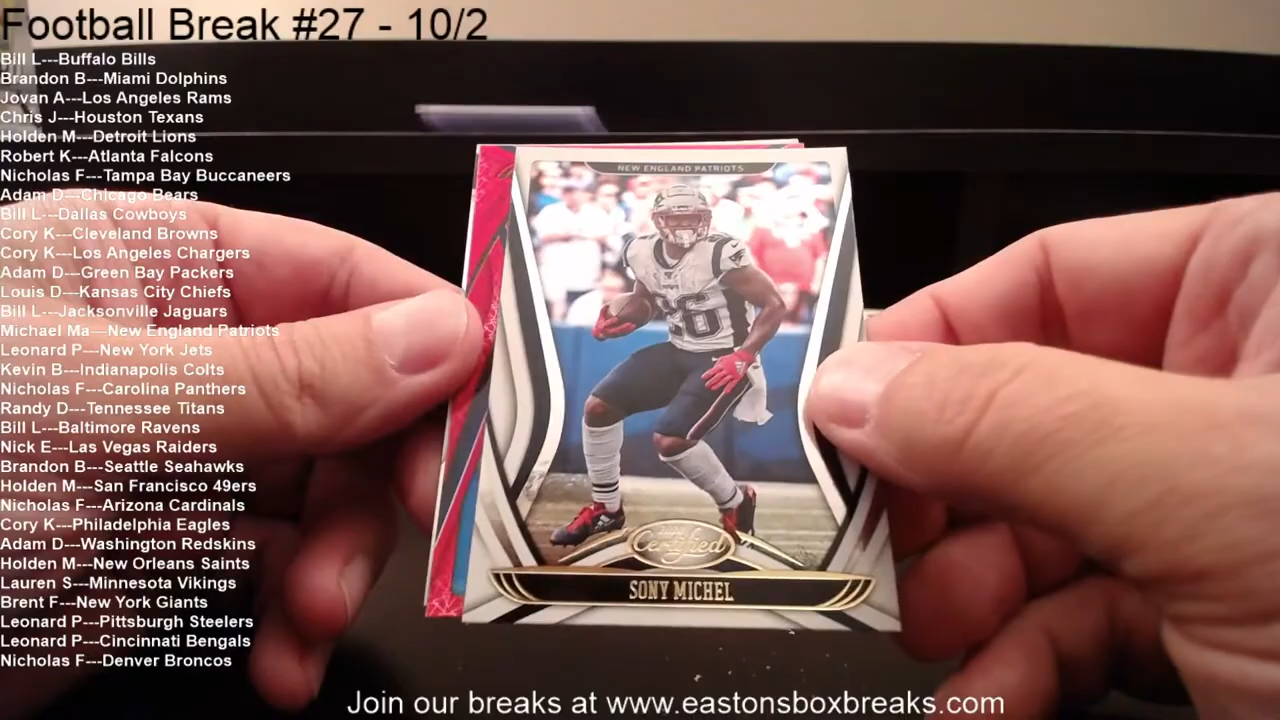 Football Break #27 - 10/2
Bill L---Buffalo Bills
Brandon B---Miami Dolphins
Jovan A---Los Angeles Rams
Chris J---Houston Texans
Holden M---Detroit Lions
Robert K---Atlanta Falcons
Nicholas F---Tampa Bay Buccaneers
Adam D---Chicago Bears
Bill L---Dallas Cowboys
Cory K---Cleveland Browns
Cory K---Los Angeles Chargers
Adam D---Green Bay Packers
Louis D---Kansas City Chiefs
Bill L---Jacksonville Jaguars
Michael Ma---New England Patriots
Leonard P---New York Jets
Kevin B---Indianapolis Colts
Nicholas F---Carolina Panthers
Randy D---Tennessee Titans
Bill L---Baltimore Ravens
Nick E---Las Vegas Raiders
Brandon B---Seattle Seahawks
Holden M---San Francisco 49ers
Nicholas F---Arizona Cardinals
Cory K---Philadelphia Eagles
Adam D---Washington Redskins
Holden M---New Orleans Saints
Lauren S---Minnesota Vikings
Brent F---New York Giants
Leonard P---Pittsburgh Steelers
Leonard P---Cincinnati Bengals
Nicholas F---Denver Broncos
NEW ENGLAND PATRIOTS
26
2020
Certified
SONY MICHEL
Join our breaks at www.eastonsboxbreaks.com